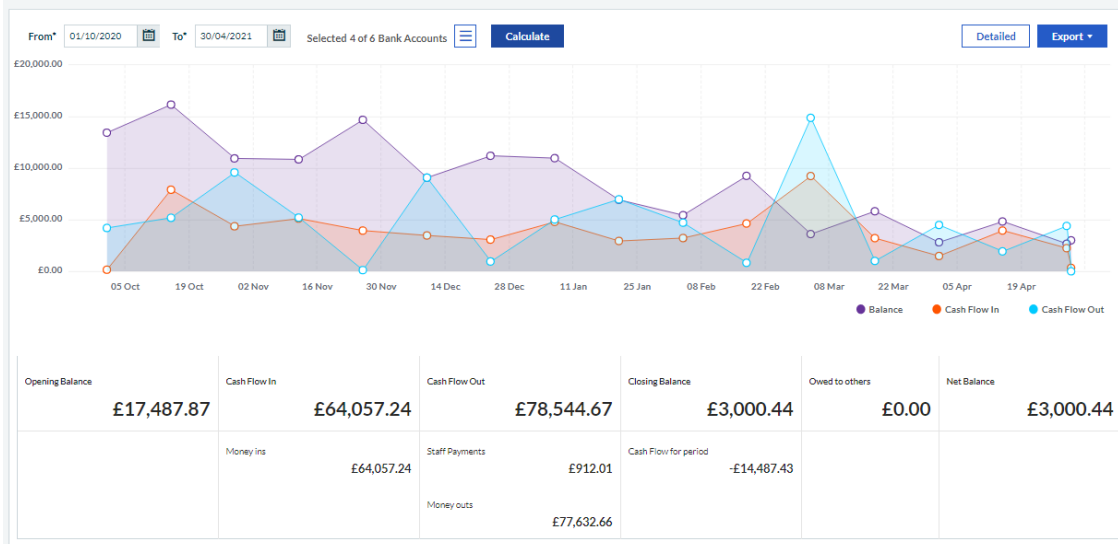 From* 01/10/2020 To* 30/04/2021 Selected 4 of 6 Bank Accounts Calculate Detailed Export
£20,000.00
£15,000.00
£10,000.00
£5,000.00
£0.00
05 Oct 19 Oct 02 Nov 16 Nov 30 Nov 14 Dec 28 Dec 11 Jan 25 Jan 08 Feb 22 Feb 08 Mar 22 Mar 05 Apr 19 Apr
Balance Cash Flow In Cash Flow Out
Opening Balance Cash Flow In Cash Flow Out Closing Balance Owed to others Net Balance
£17,487.87 £64,057.24 £78,544.67 £3,000.44 £0.00 £3,000.44
Money ins Staff Payments Cash Flow for period
£64,057.24 £912.01 -£14,487.43
Money outs
£77,632.66